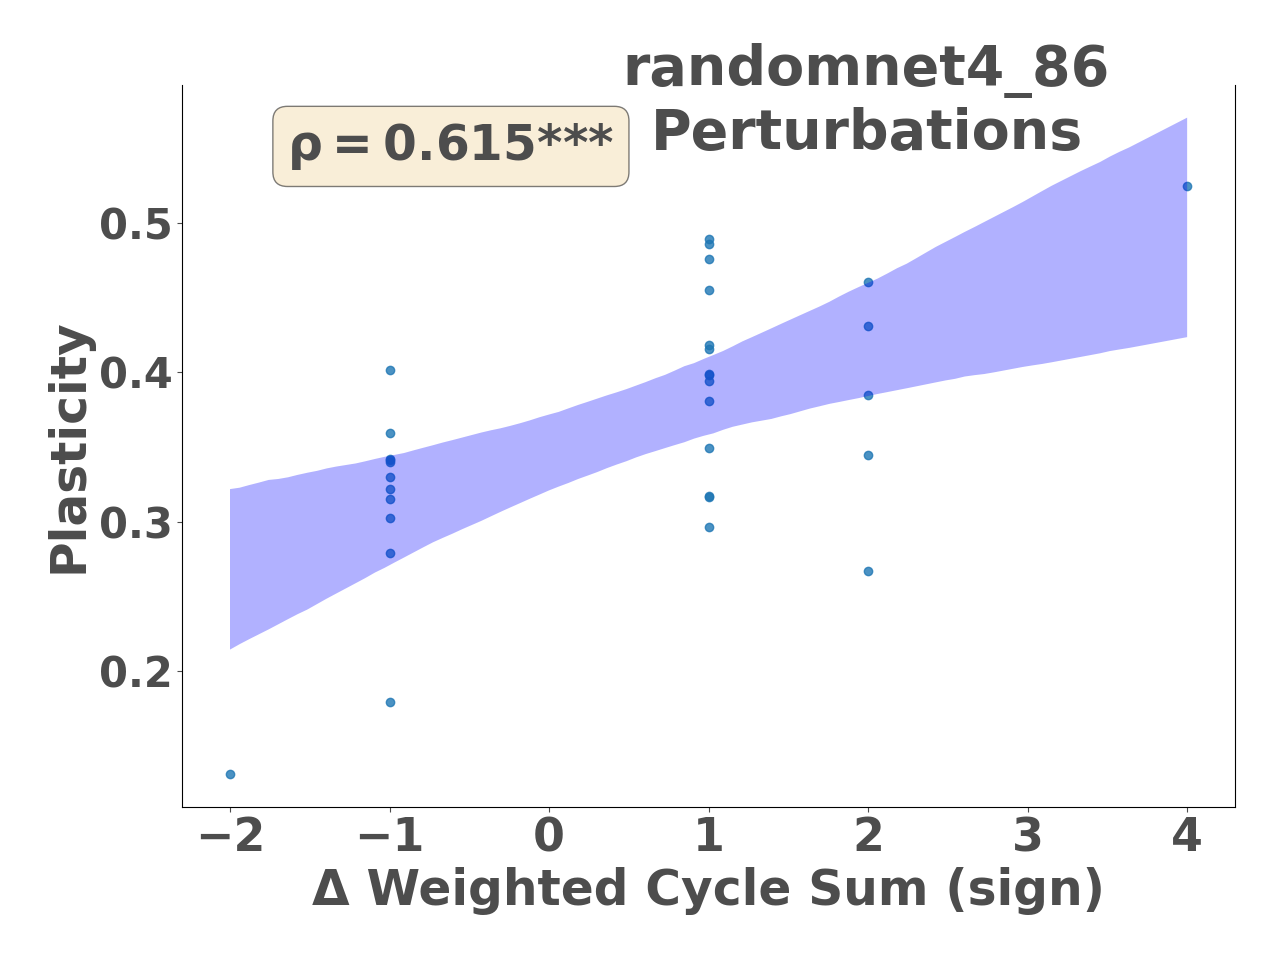 randomnet4_86
Perturbations
ρ = 0.615***
Plasticity
0.5
0.4
0.3
0.2
−2 −1 0 1 2 3 4
Δ Weighted Cycle Sum (sign)